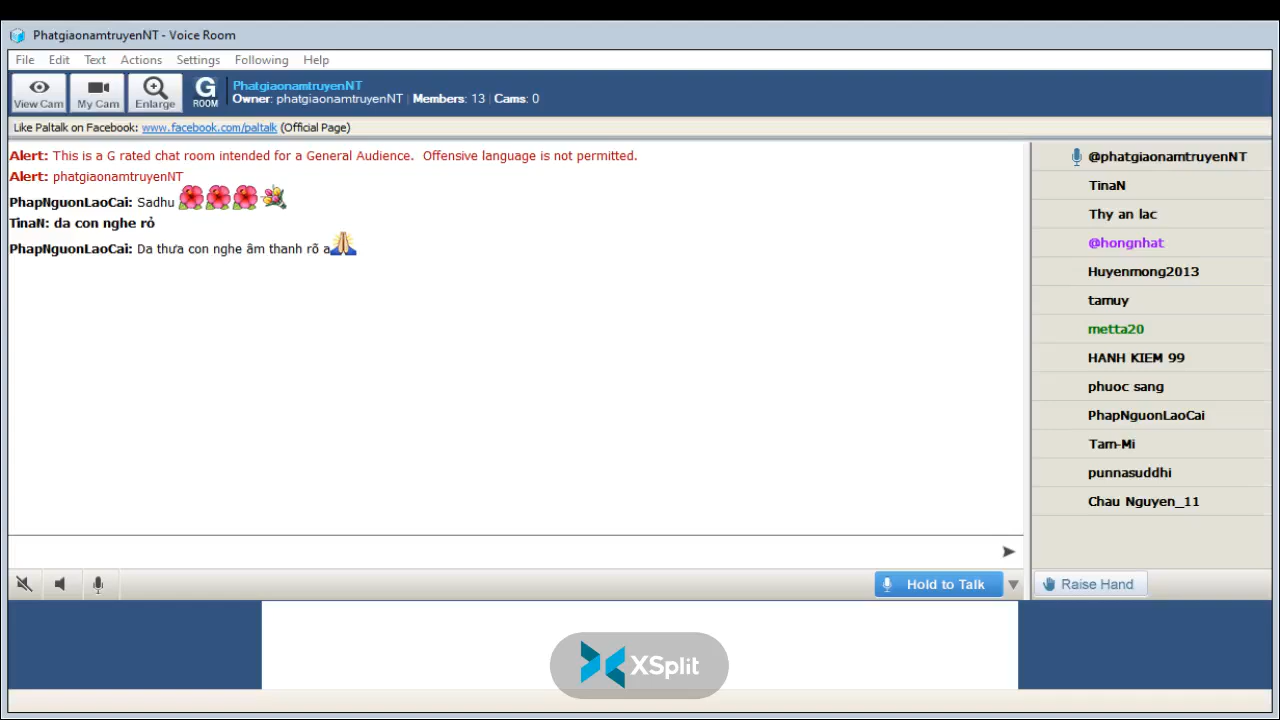 PhatgiaonamtruyenNT - Voice Room
File Edit Text Actions Settings Following Help
View Cam My Cam Enlarge G ROOM
PhatgiaonamtruyenNT
Owner: phatgiaonamtruyenNT | Members: 13 | Cams: 0
Like Paltalk on Facebook: www.facebook.com/paltalk (Official Page)
Alert: This is a G rated chat room intended for a General Audience. Offensive language is not permitted.
Alert: phatgiaonamtruyenNT
PhapNguonLaoCai: Sadhu
TinaN: da con nghe rỏ
PhapNguonLaoCai: Da thưa con nghe âm thanh rõ a
@phatgiaonamtruyenNT
TinaN
Thy an lac
@hongnhat
Huyenmong2013
tamuy
metta20
HANH KIEM 99
phuoc sang
PhapNguonLaoCai
Tam-Mi
punnasuddhi
Chau Nguyen_11
Hold to Talk
Raise Hand
XSplit